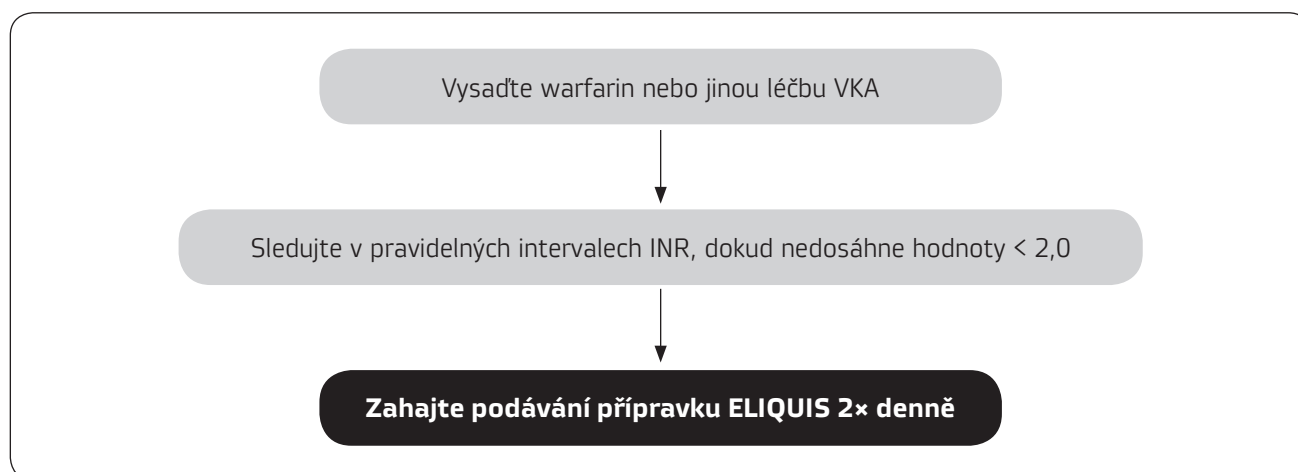 Vysaďte warfarin nebo jinou léčbu VKA
Sledujte v pravidelných intervalech INR, dokud nedosáhne hodnoty < 2,0
Zahajte podávání přípravku ELIQUIS 2× denně